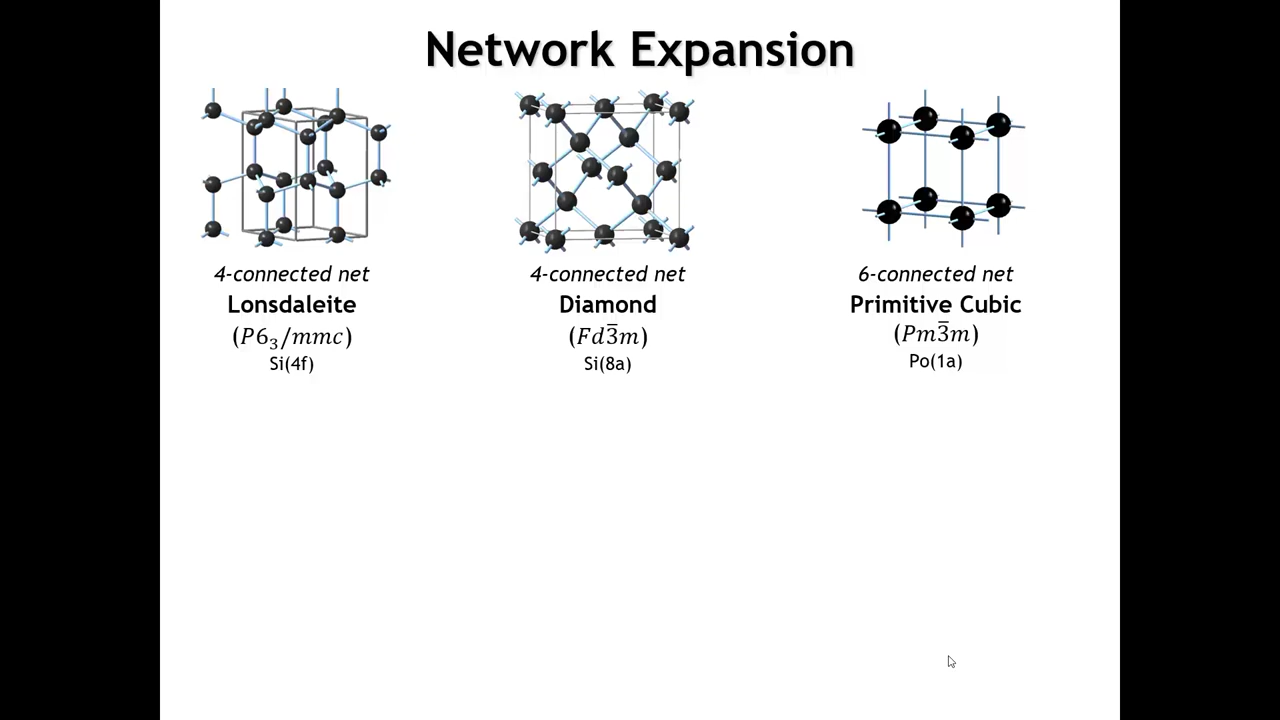 Network Expansion
4-connected net
Lonsdaleite
(P6₃/mmc)
Si(4f)
4-connected net
Diamond
(Fd3̅m)
Si(8a)
6-connected net
Primitive Cubic
(Pm3̅m)
Po(1a)